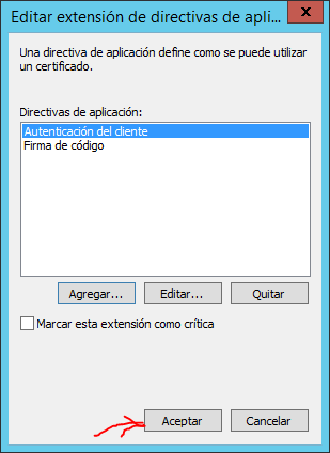 Editar extensión de directivas de apli...
Una directiva de aplicación define como se puede utilizar
un certificado.
Directivas de aplicación:
Autenticación del cliente
Firma de código
Agregar... Editar... Quitar
Marcar esta extensión como crítica
Aceptar Cancelar